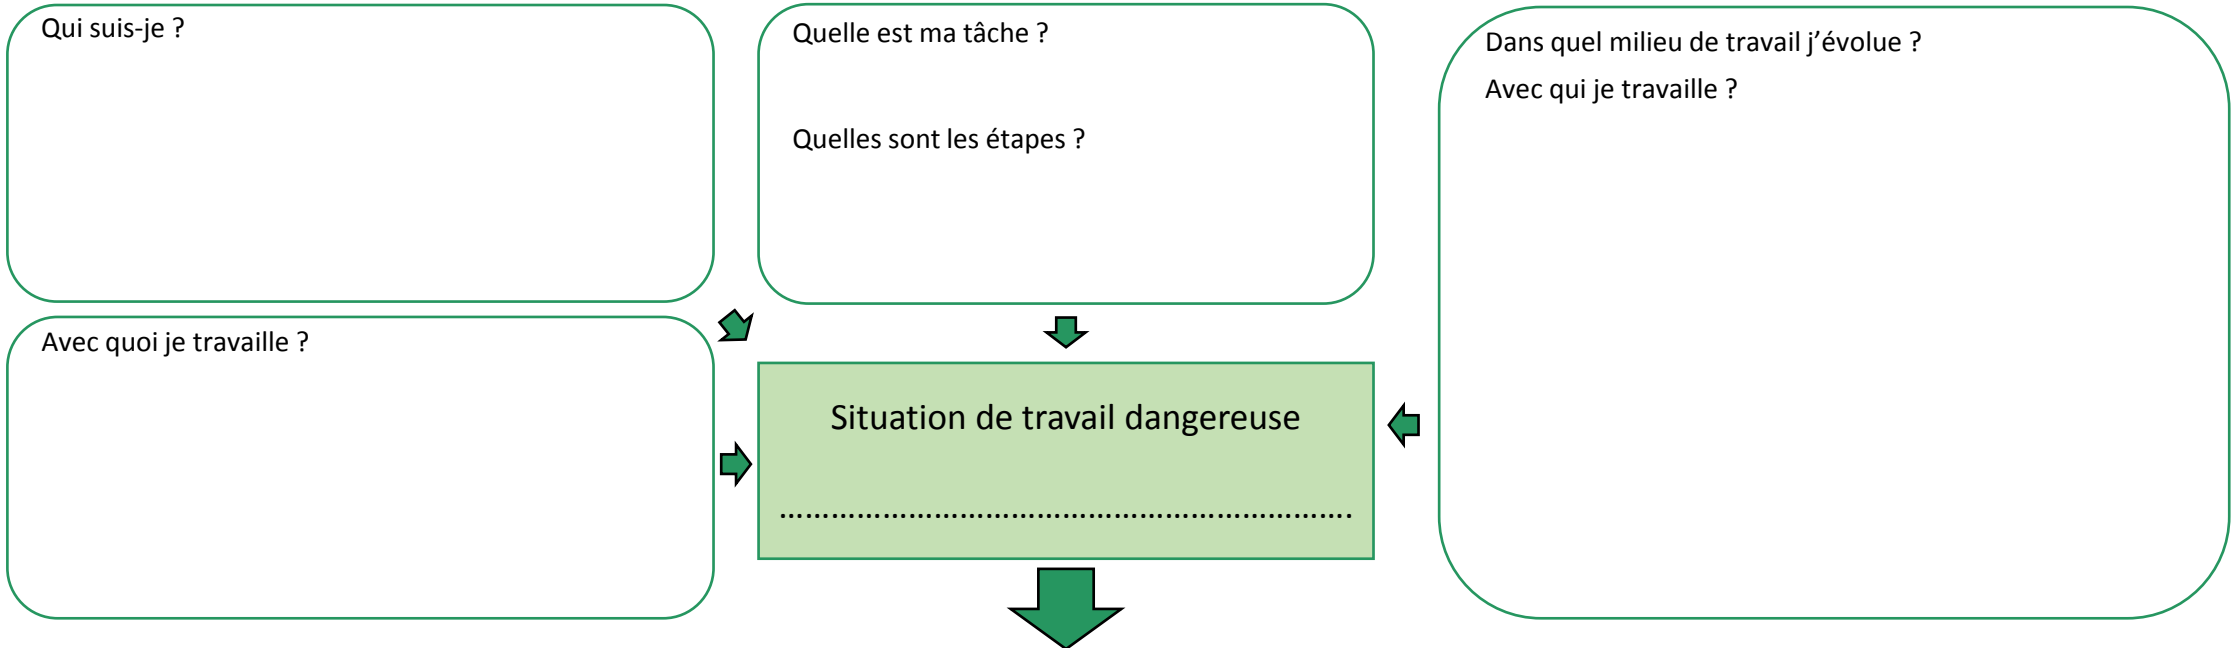 Qui suis-je ?
Quelle est ma tâche ?
Quelles sont les étapes ?
Dans quel milieu de travail j’évolue ?
Avec qui je travaille ?
Avec quoi je travaille ?
Situation de travail dangereuse
………………………………………………………….